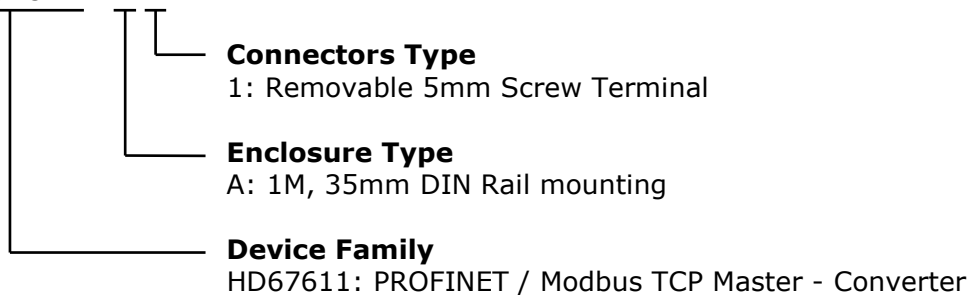 Connectors Type
1: Removable 5mm Screw Terminal
Enclosure Type
A: 1M, 35mm DIN Rail mounting
Device Family
HD67611: PROFINET / Modbus TCP Master - Converter